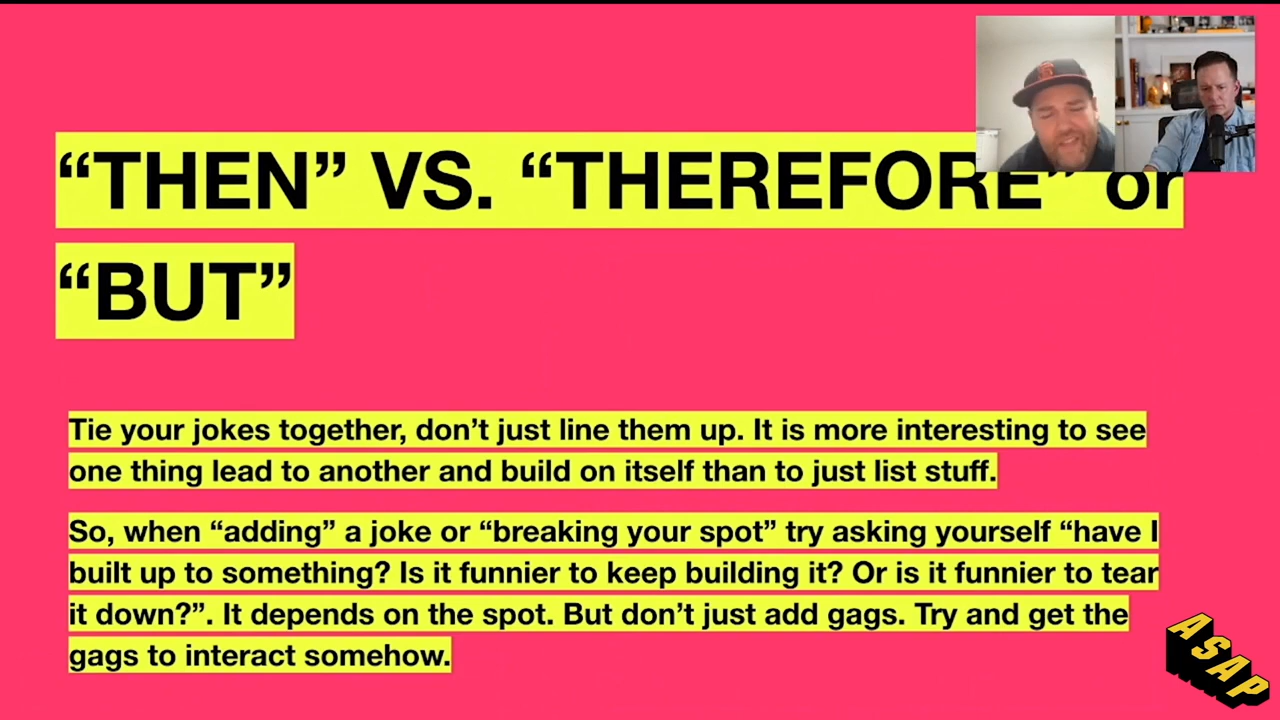 “THEN” VS. “THEREFORE” or
“BUT”
Tie your jokes together, don’t just line them up. It is more interesting to see
one thing lead to another and build on itself than to just list stuff.
So, when “adding” a joke or “breaking your spot” try asking yourself “have I
built up to something? Is it funnier to keep building it? Or is it funnier to tear
it down?”. It depends on the spot. But don’t just add gags. Try and get the
gags to interact somehow.
ASAP